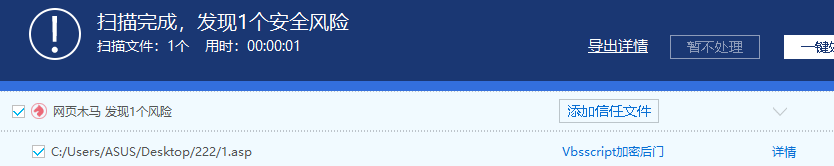 扫描完成，发现1个安全风险
扫描文件：1个 用时：00:00:01
导出详情 暂不处理
网页木马 发现1个风险 添加信任文件
C:/Users/ASUS/Desktop/222/1.asp Vbsscript加密后门 详情